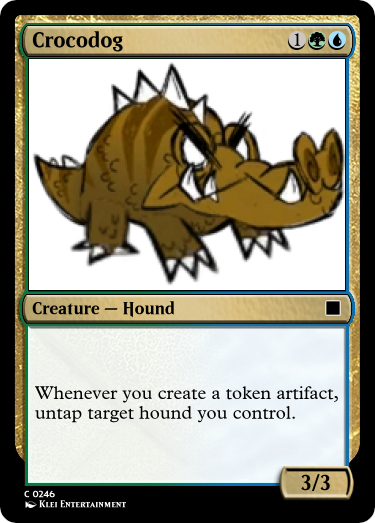 Crocodog 1
Creature — Hound
Whenever you create a token artifact,
untap target hound you control.
3/3
C 0246
Klei Entertainment